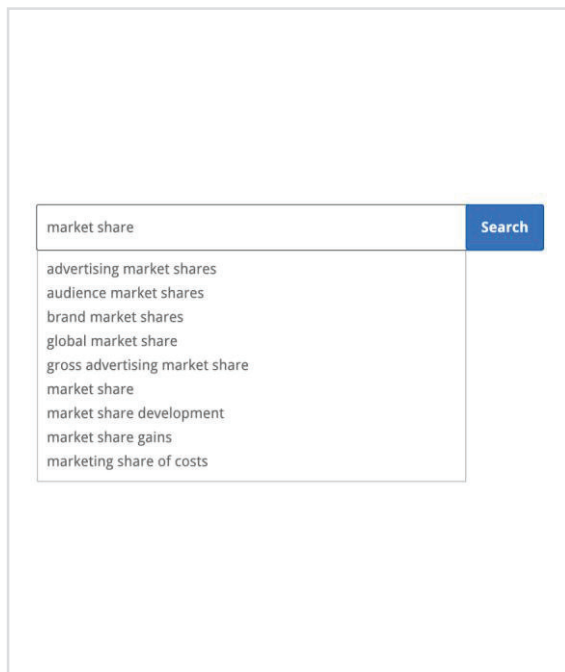 market share
Search
advertising market shares
audience market shares
brand market shares
global market share
gross advertising market share
market share
market share development
market share gains
marketing share of costs